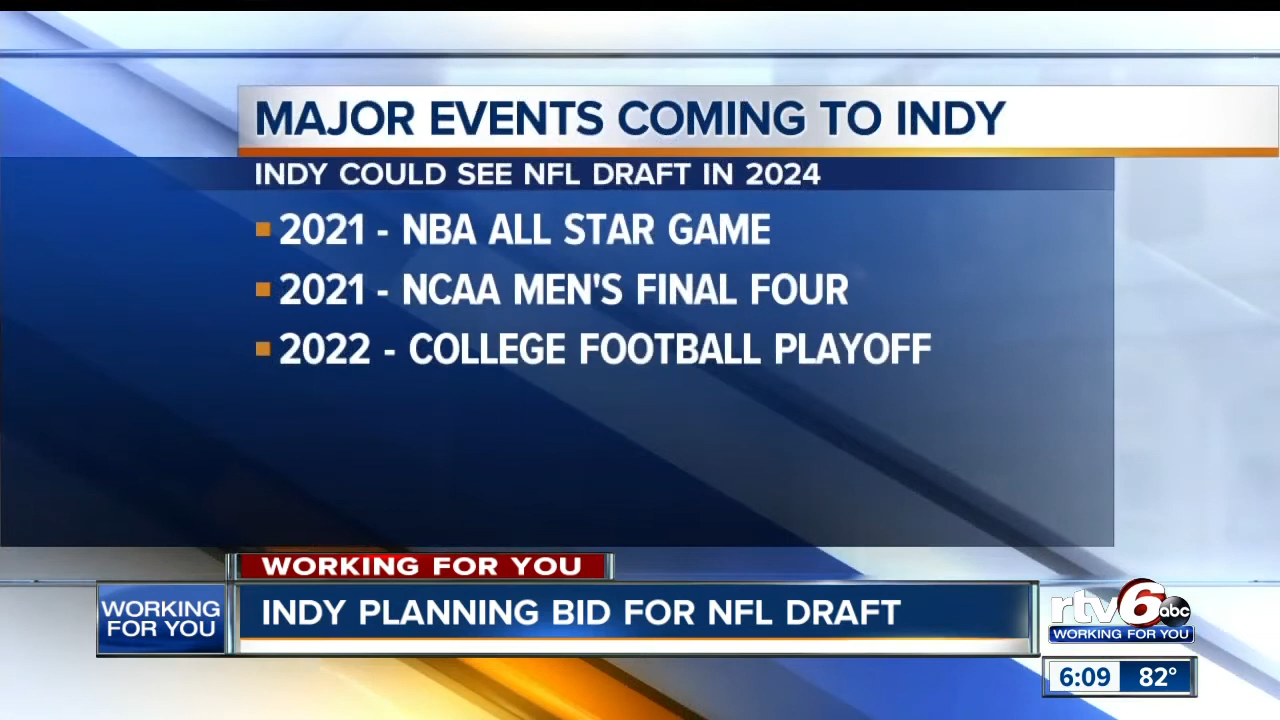 MAJOR EVENTS COMING TO INDY
INDY COULD SEE NFL DRAFT IN 2024
2021 - NBA ALL STAR GAME
2021 - NCAA MEN'S FINAL FOUR
2022 - COLLEGE FOOTBALL PLAYOFF
WORKING FOR YOU
WORKING
FOR YOU
INDY PLANNING BID FOR NFL DRAFT
rtv6 abc
WORKING FOR YOU
6:09 82°